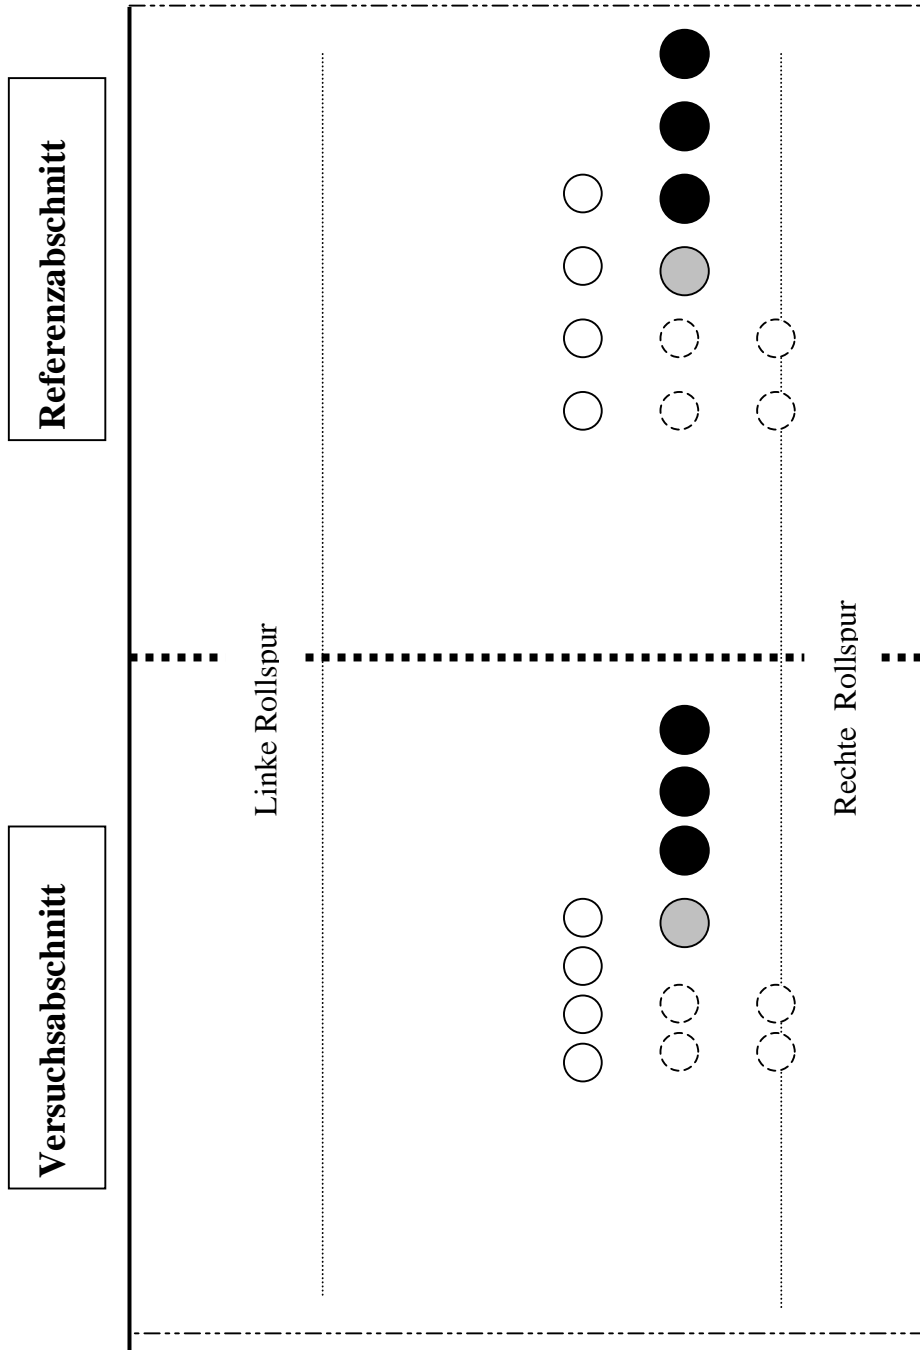 Versuchsabschnitt
Referenzabschnitt
Linke Rollspur
Rechte Rollspur